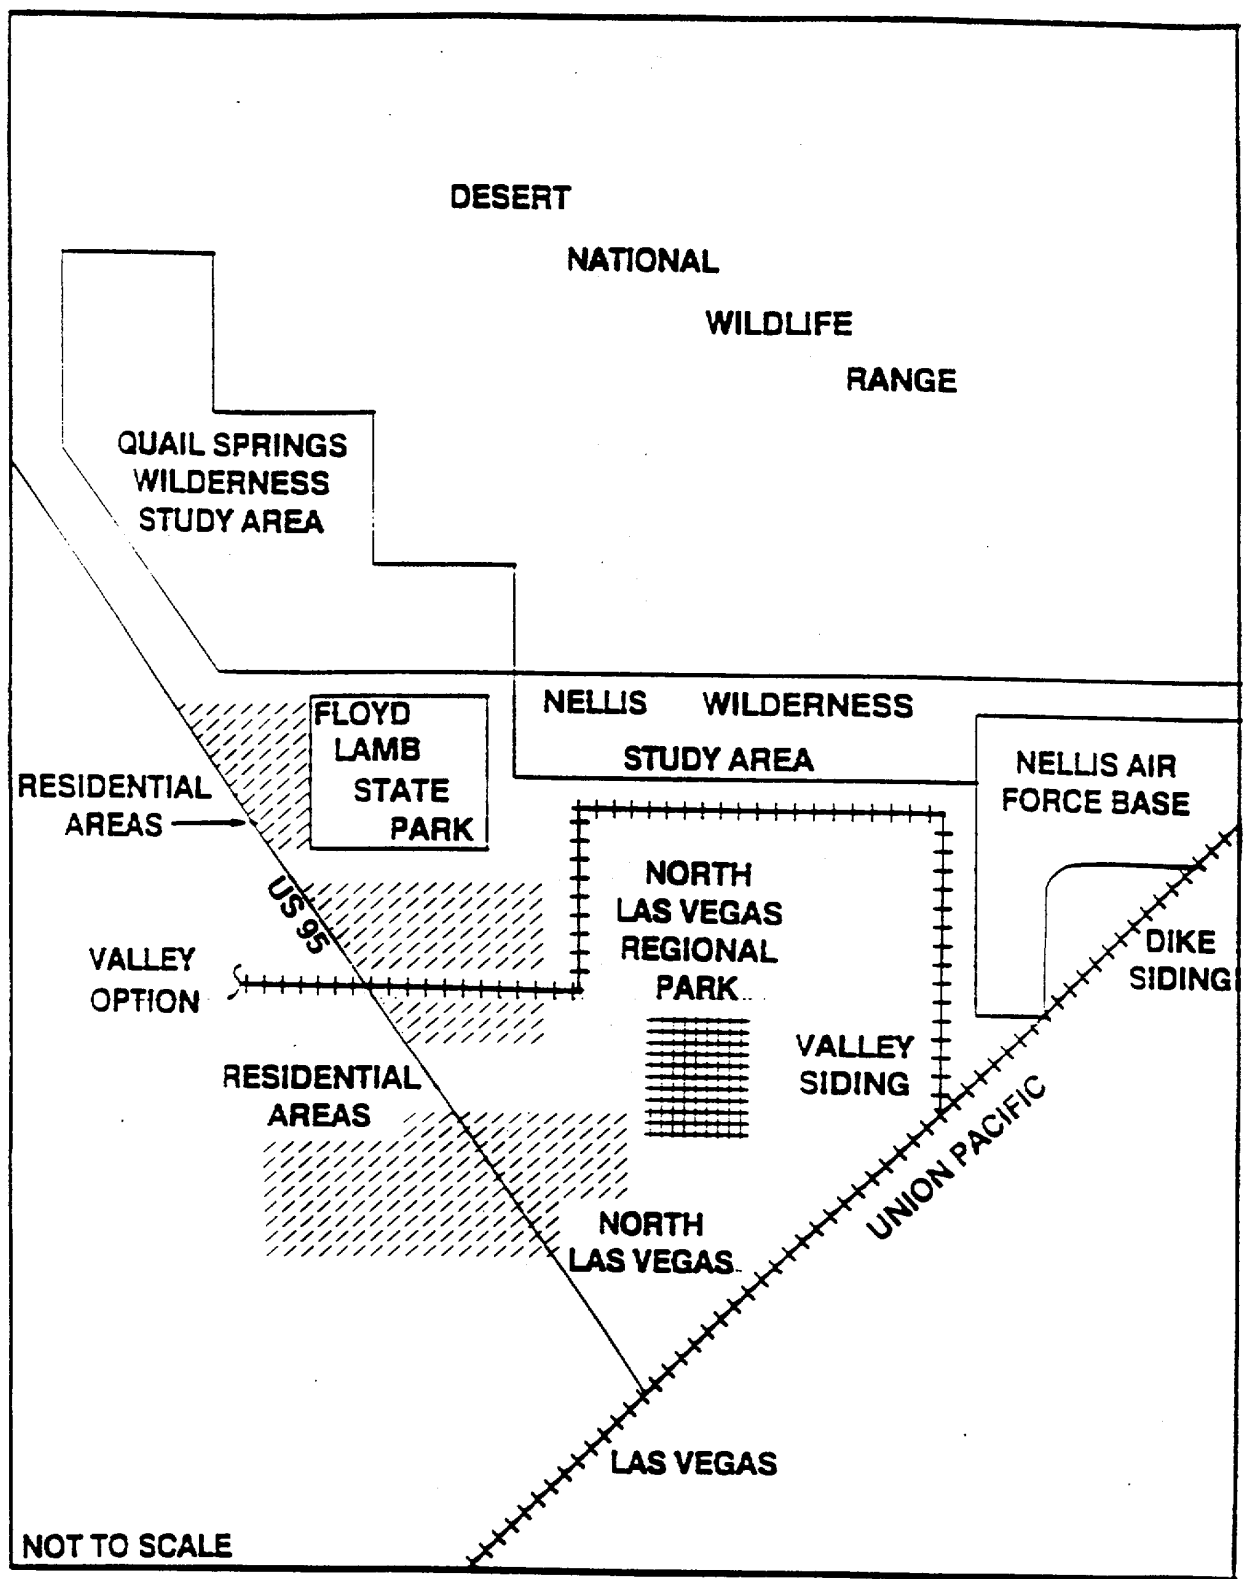 DESERT
NATIONAL
WILDLIFE
RANGE
QUAIL SPRINGS
WILDERNESS
STUDY AREA
NELLIS WILDERNESS
STUDY AREA
FLOYD
LAMB
STATE
PARK
NELLIS AIR
FORCE BASE
RESIDENTIAL
AREAS
US 95
NORTH
LAS VEGAS
REGIONAL
PARK
DIKE
SIDING
VALLEY
OPTION
VALLEY
SIDING
RESIDENTIAL
AREAS
UNION PACIFIC
NORTH
LAS VEGAS
LAS VEGAS
NOT TO SCALE